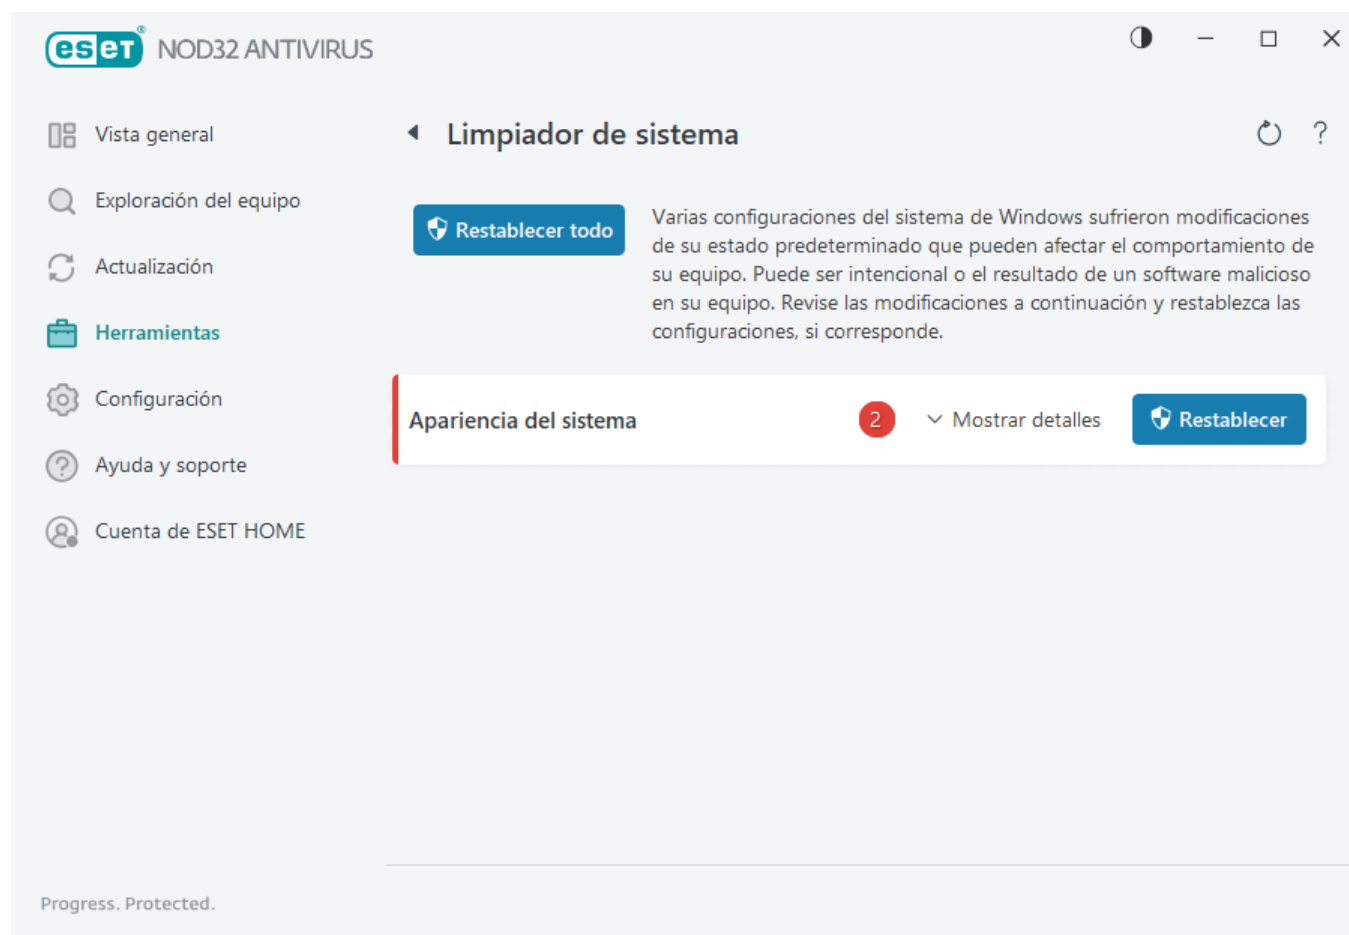 eset® NOD32 ANTIVIRUS
Vista general
Exploración del equipo
Actualización
Herramientas
Configuración
Ayuda y soporte
Cuenta de ESET HOME
Limpiador de sistema
?
Restablecer todo
Varias configuraciones del sistema de Windows sufrieron modificaciones
de su estado predeterminado que pueden afectar el comportamiento de
su equipo. Puede ser intencional o el resultado de un software malicioso
en su equipo. Revise las modificaciones a continuación y restablezca las
configuraciones, si corresponde.
Apariencia del sistema 2 Mostrar detalles Restablecer
Progress. Protected.